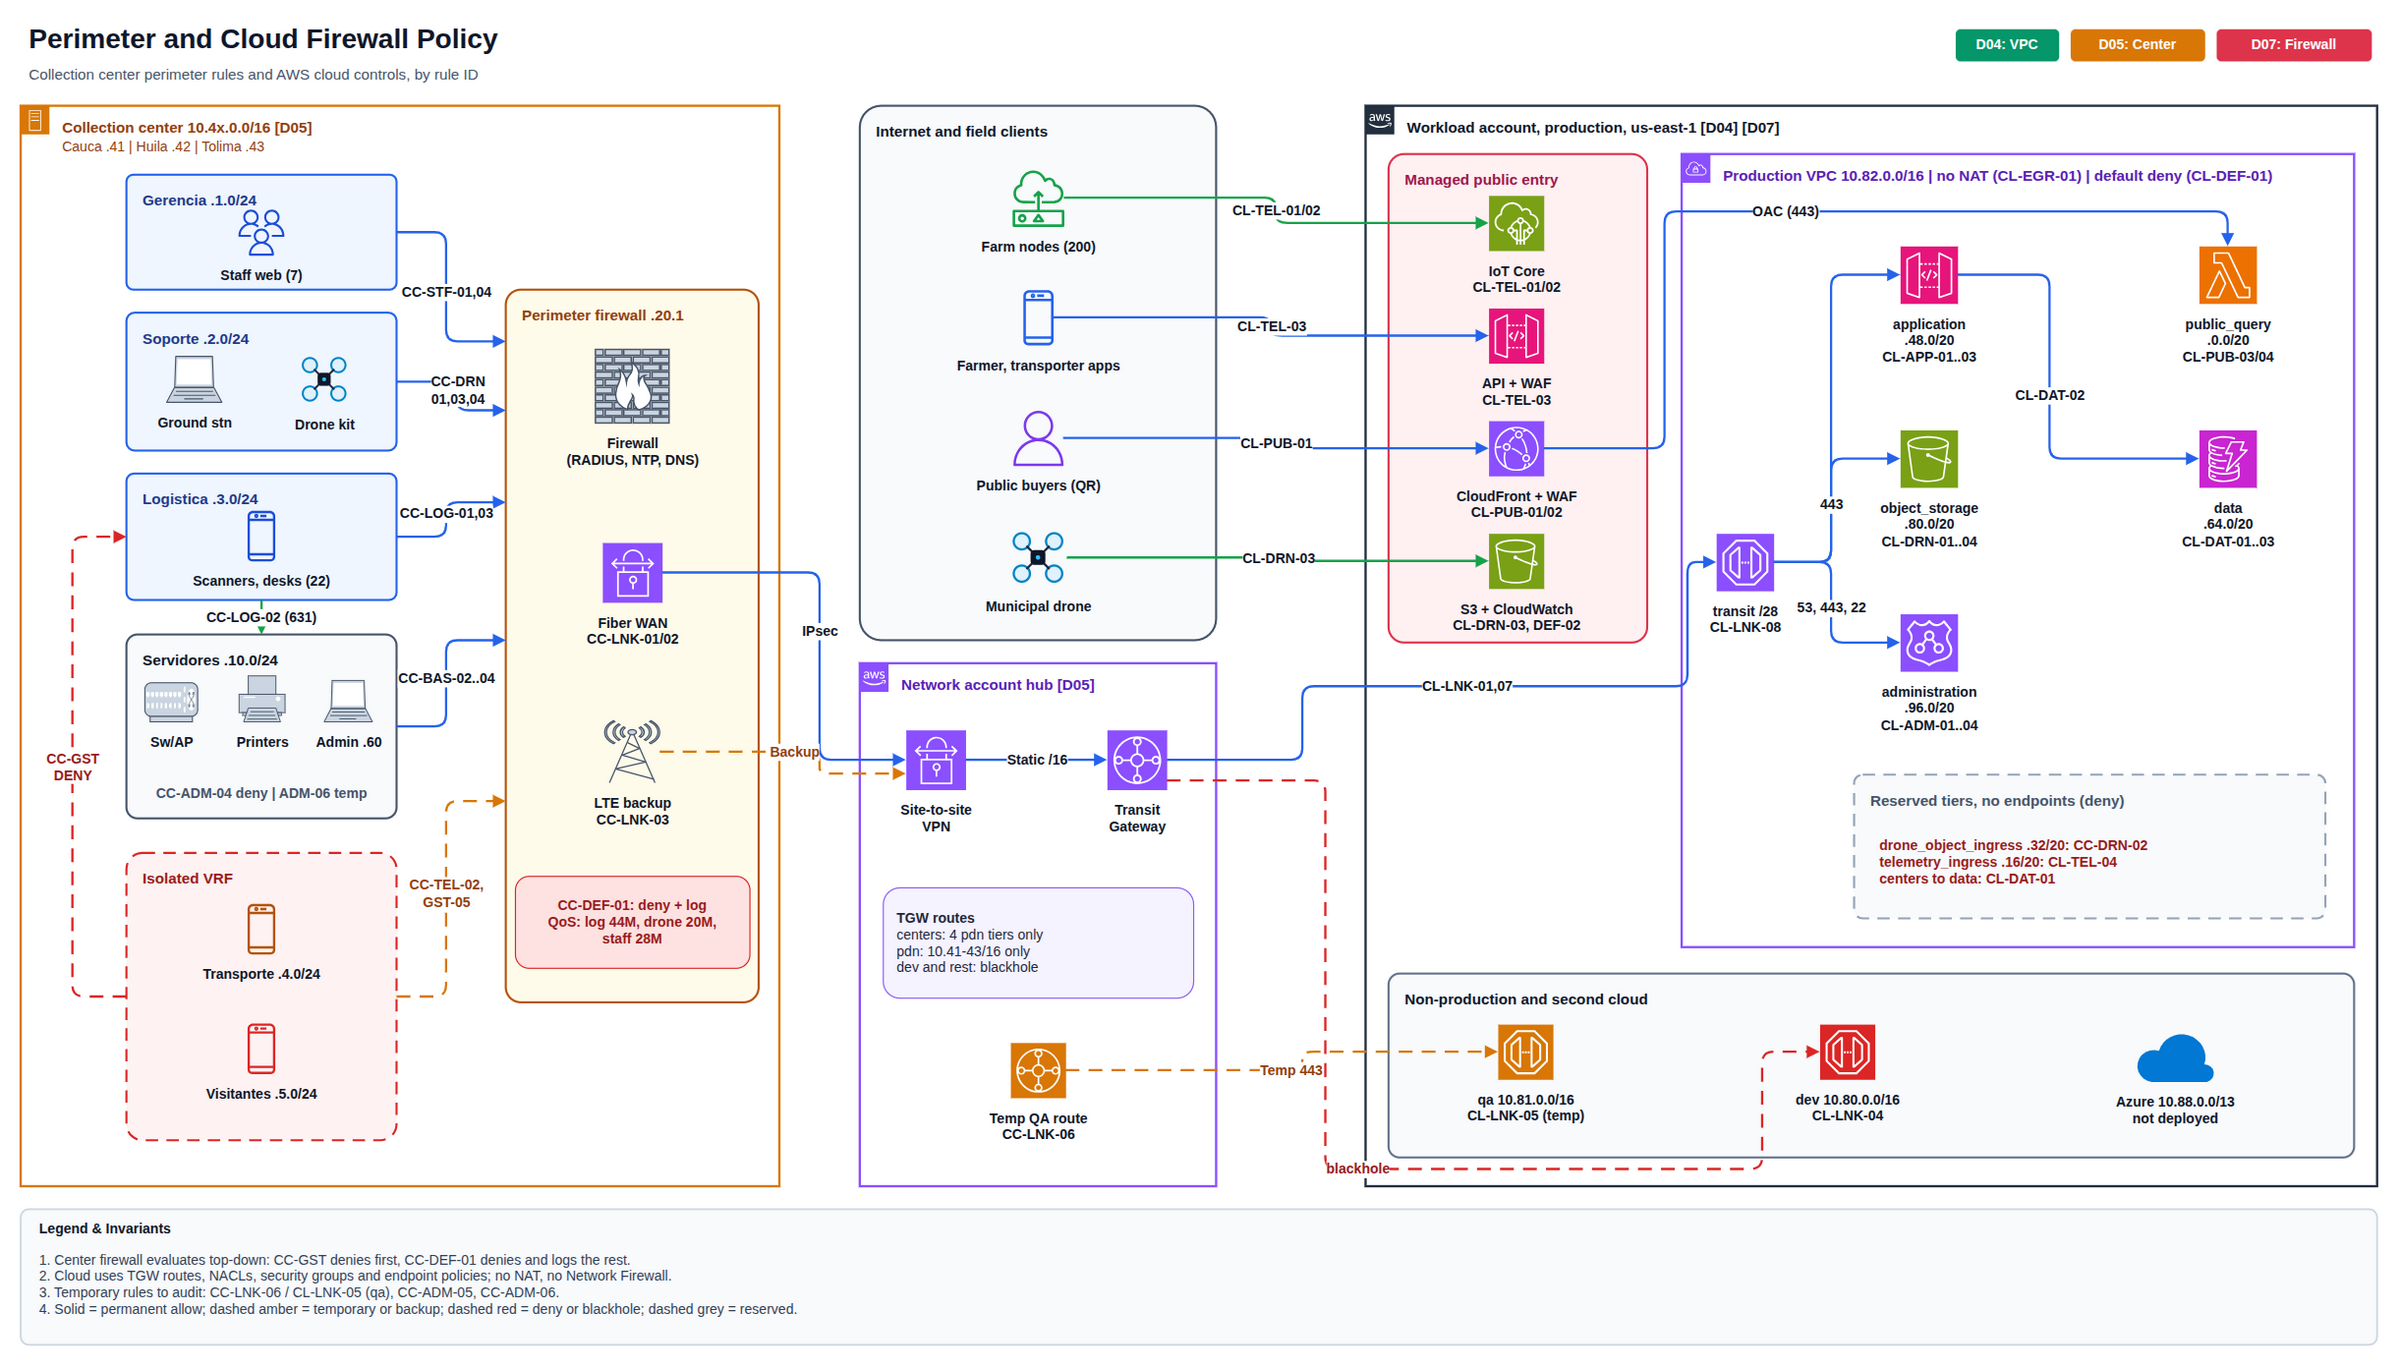 Perimeter and Cloud Firewall Policy
Collection center perimeter rules and AWS cloud controls, by rule ID
D04: VPC
D05: Center
D07: Firewall
Collection center 10.4x.0.0/16 [D05]
Cauca .41 | Huila .42 | Tolima .43
Gerencia .1.0/24
Staff web (7)
CC-STF-01,04
Soporte .2.0/24
Ground stn
Drone kit
CC-DRN
01,03,04
Logistica .3.0/24
Scanners, desks (22)
CC-LOG-01,03
CC-LOG-02 (631)
Servidores .10.0/24
Sw/AP
Printers
Admin .60
CC-ADM-04 deny | ADM-06 temp
CC-BAS-02..04
CC-GST
DENY
Isolated VRF
Transporte .4.0/24
Visitantes .5.0/24
CC-TEL-02,
GST-05
Perimeter firewall .20.1
Firewall
(RADIUS, NTP, DNS)
Fiber WAN
CC-LNK-01/02
LTE backup
CC-LNK-03
CC-DEF-01: deny + log
QoS: log 44M, drone 20M,
staff 28M
IPsec
Backup
Internet and field clients
Farm nodes (200)
Farmer, transporter apps
Public buyers (QR)
Municipal drone
CL-TEL-01/02
CL-TEL-03
CL-PUB-01
CL-DRN-03
aws
Network account hub [D05]
Site-to-site
VPN
Static /16
Transit
Gateway
TGW routes
centers: 4 pdn tiers only
pdn: 10.41-43/16 only
dev and rest: blackhole
Temp QA route
CC-LNK-06
Temp 443
blackhole
CL-LNK-01,07
aws
Workload account, production, us-east-1 [D04] [D07]
Managed public entry
IoT Core
CL-TEL-01/02
API + WAF
CL-TEL-03
CloudFront + WAF
CL-PUB-01/02
S3 + CloudWatch
CL-DRN-03, DEF-02
Production VPC 10.82.0.0/16 | no NAT (CL-EGR-01) | default deny (CL-DEF-01)
OAC (443)
application
.48.0/20
CL-APP-01..03
public_query
.0.0/20
CL-PUB-03/04
CL-DAT-02
443
object_storage
.80.0/20
CL-DRN-01..04
data
.64.0/20
CL-DAT-01..03
transit /28
CL-LNK-08
53, 443, 22
administration
.96.0/20
CL-ADM-01..04
Reserved tiers, no endpoints (deny)
drone_object_ingress .32/20: CC-DRN-02
telemetry_ingress .16/20: CL-TEL-04
centers to data: CL-DAT-01
Non-production and second cloud
qa 10.81.0.0/16
CL-LNK-05 (temp)
dev 10.80.0.0/16
CL-LNK-04
Azure 10.88.0.0/13
not deployed
Legend & Invariants
1. Center firewall evaluates top-down: CC-GST denies first, CC-DEF-01 denies and logs the rest.
2. Cloud uses TGW routes, NACLs, security groups and endpoint policies; no NAT, no Network Firewall.
3. Temporary rules to audit: CC-LNK-06 / CL-LNK-05 (qa), CC-ADM-05, CC-ADM-06.
4. Solid = permanent allow; dashed amber = temporary or backup; dashed red = deny or blackhole; dashed grey = reserved.